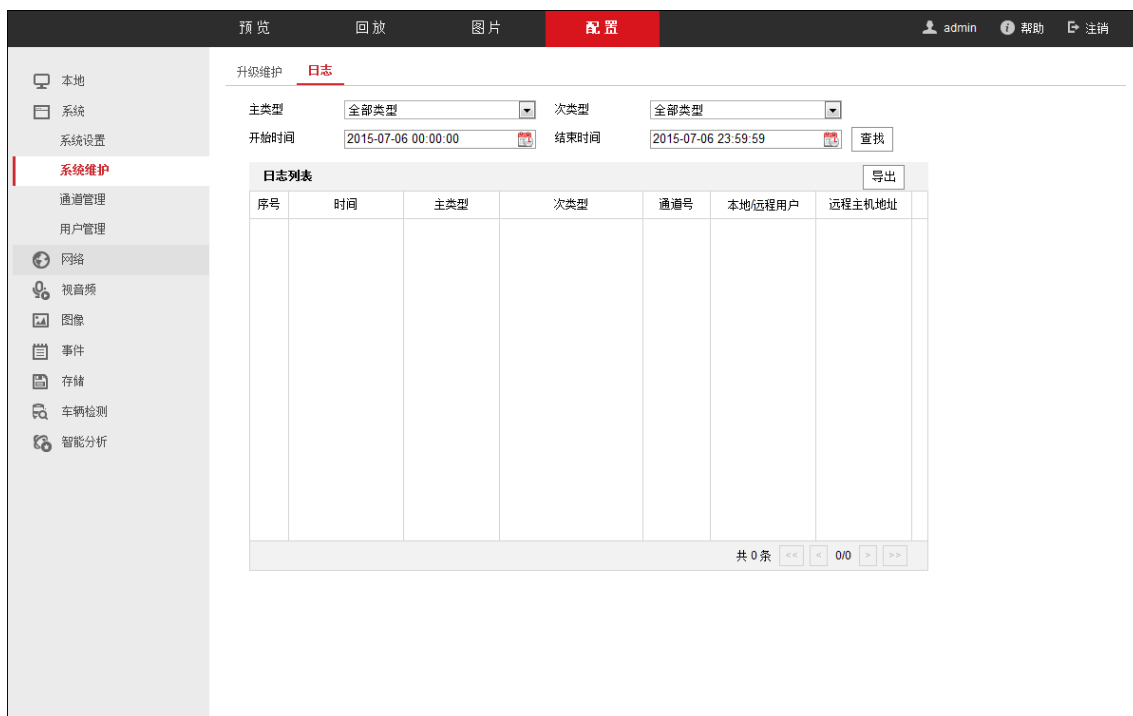 预览 回放 图片 配置 admin 帮助 注销
本地
系统
系统设置
系统维护
通道管理
用户管理
网络
视音频
图像
事件
存储
车辆检测
智能分析
升级维护 日志
主类型 全部类型 次类型 全部类型
开始时间 2015-07-06 00:00:00 结束时间 2015-07-06 23:59:59 查找
日志列表 导出
序号 时间 主类型 次类型 通道号 本地/远程用户 远程主机地址
共 0 条 << < 0/0 > >>